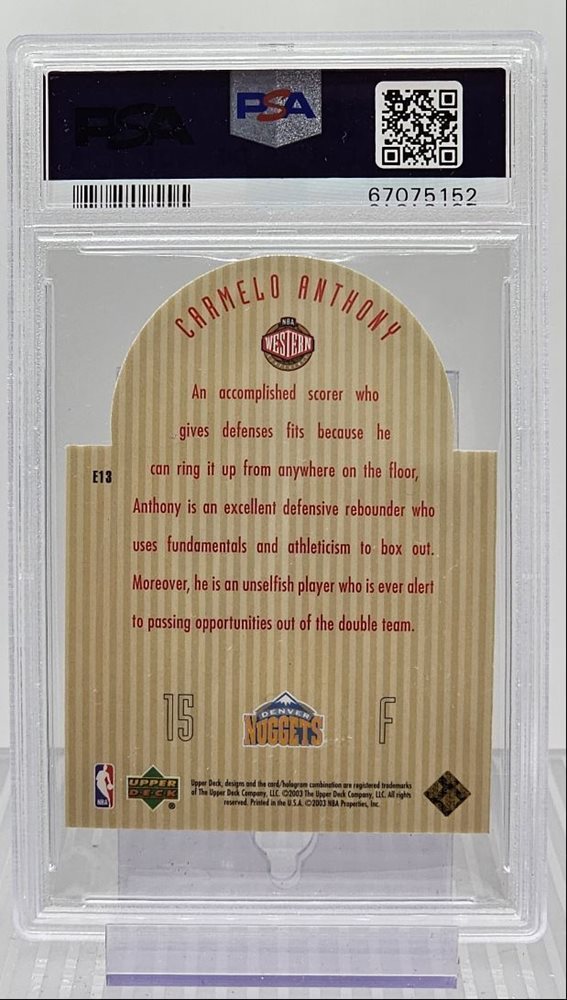 PSA
PSA
67075152
CARMELO ANTHONY
NBA
WESTERN
An accomplished scorer who
gives defenses fits because he
can ring it up from anywhere on the floor,
E13
Anthony is an excellent defensive rebounder who
uses fundamentals and athleticism to box out.
Moreover, he is an unselfish player who is ever alert
to passing opportunities out of the double team.
15
DENVER
NUGGETS
F
NBA
UPPER
DECK
®
Upper Deck, designs and the card/hologram combination are registered trademarks
of The Upper Deck Company, LLC. ©2003 The Upper Deck Company, LLC. All rights
reserved. Printed in the U.S.A. ©2003 NBA Properties, Inc.